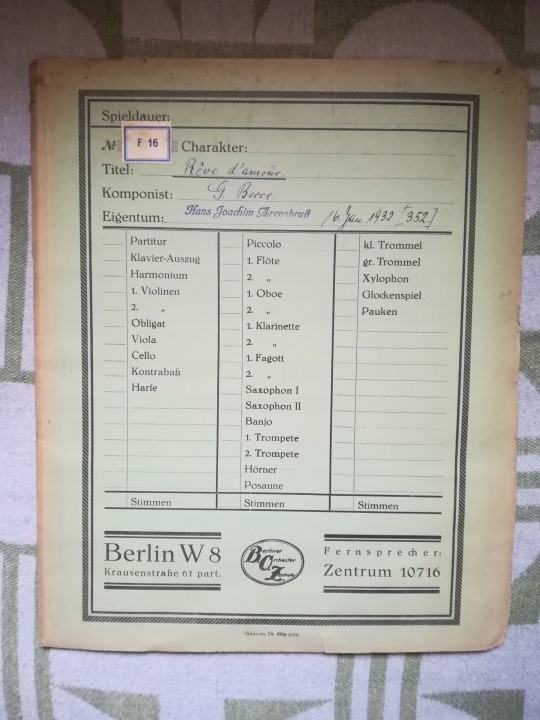 Spieldauer:
№ F 16 Charakter:
Titel: Rêve d'amour.
Komponist: G Becce.
Eigentum: Hans Joachim 16. Jan 1932 [352.]
Partitur
Klavier-Auszug
Harmonium
1. Violinen
2. „
Obligat
Viola
Cello
Kontrabaß
Harfe
Stimmen
Piccolo
1. Flöte
2. „
1. Oboe
2. „
1. Klarinette
2. „
1. Fagott
2. „
Saxophon I
Saxophon II
Banjo
1. Trompete
2. Trompete
Hörner
Posaune
Stimmen
kl. Trommel
gr. Trommel
Xylophon
Glockenspiel
Pauken
Stimmen
Berlin W 8
Krausenstraße 61 part.
Berliner
Orchester
Zentrale
Fernsprecher:
Zentrum 10716